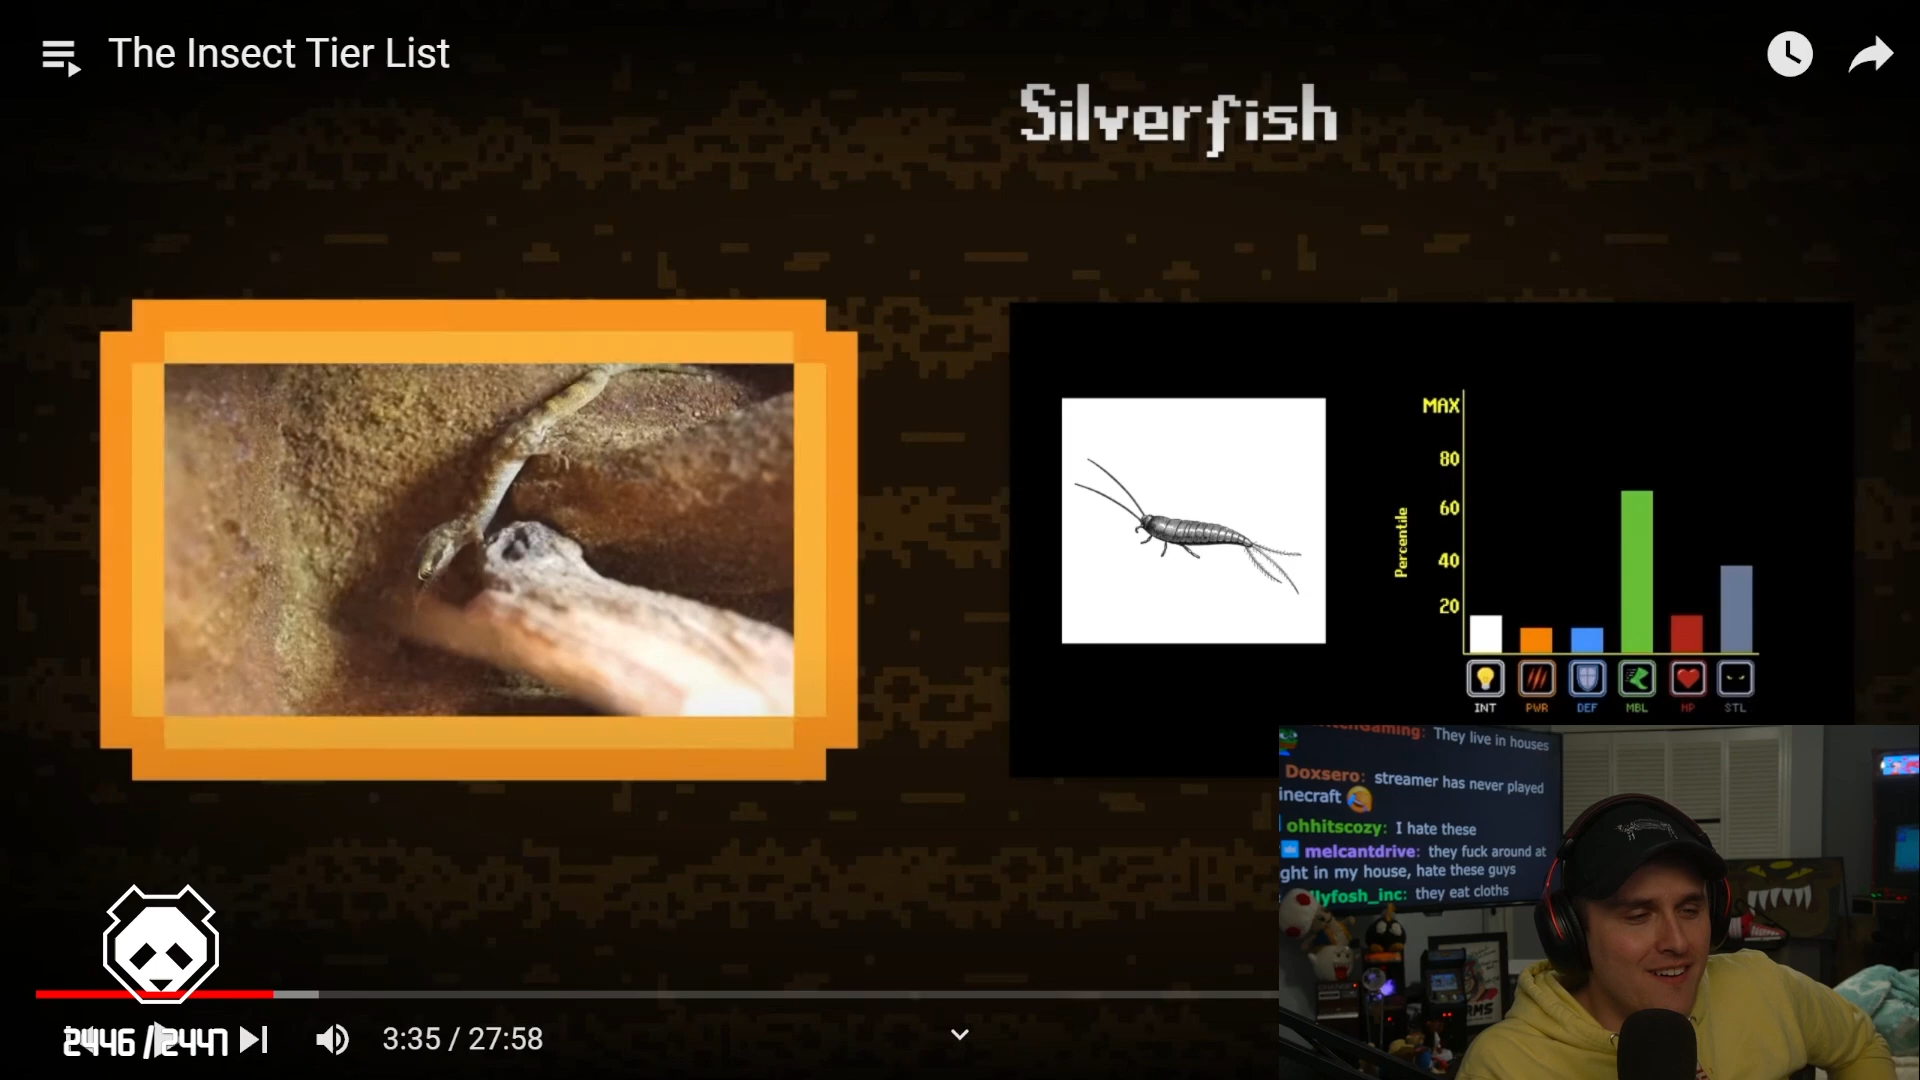 The Insect Tier List
Silverfish
MAX
80
60
40
20
Percentile
INT PWR DEF MBL HP STL
They live in houses
Doxsero: streamer has never played
inecraft
ohhitscozy: I hate these
melcantdrive: they fuck around at
ght in my house, hate these guys
llyfosh_inc: they eat cloths
2446 / 2447
3:35 / 27:58